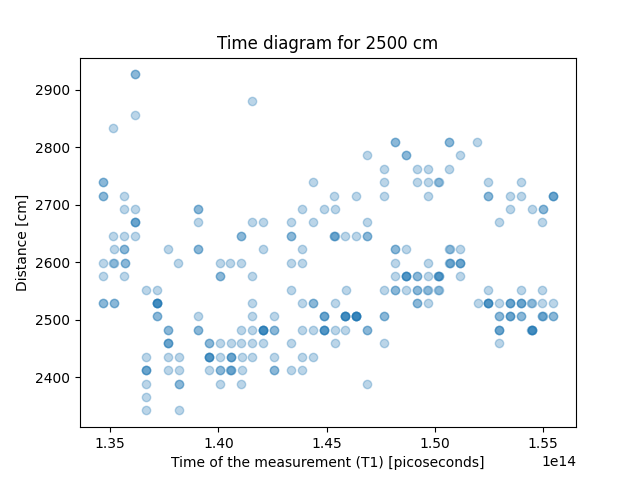 Time diagram for 2500 cm
2900
2800
2700
2600
2500
2400
Distance [cm]
1.35 1.40 1.45 1.50 1.55
1e14
Time of the measurement (T1) [picoseconds]